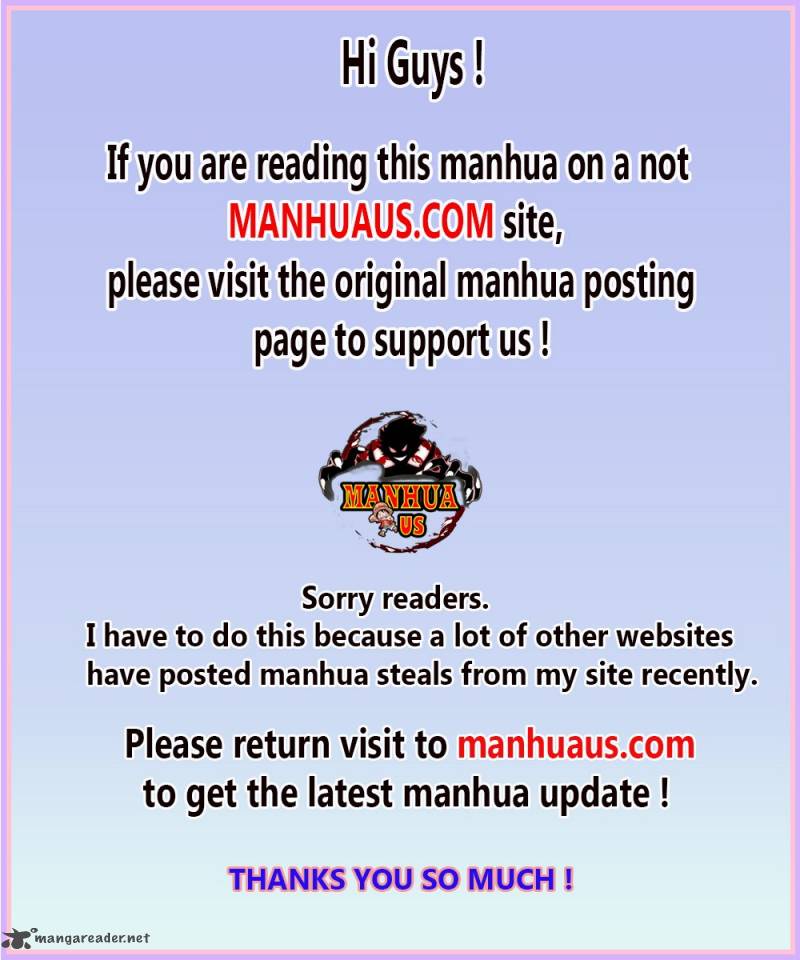 Hi Guys !
If you are reading this manhua on a not
MANHUAUS.COM site,
please visit the original manhua posting
page to support us !
MANHUA
US
Sorry readers.
I have to do this because a lot of other websites
have posted manhua steals from my site recently.
Please return visit to manhuaus.com
to get the latest manhua update !
THANKS YOU SO MUCH !
mangareader.net